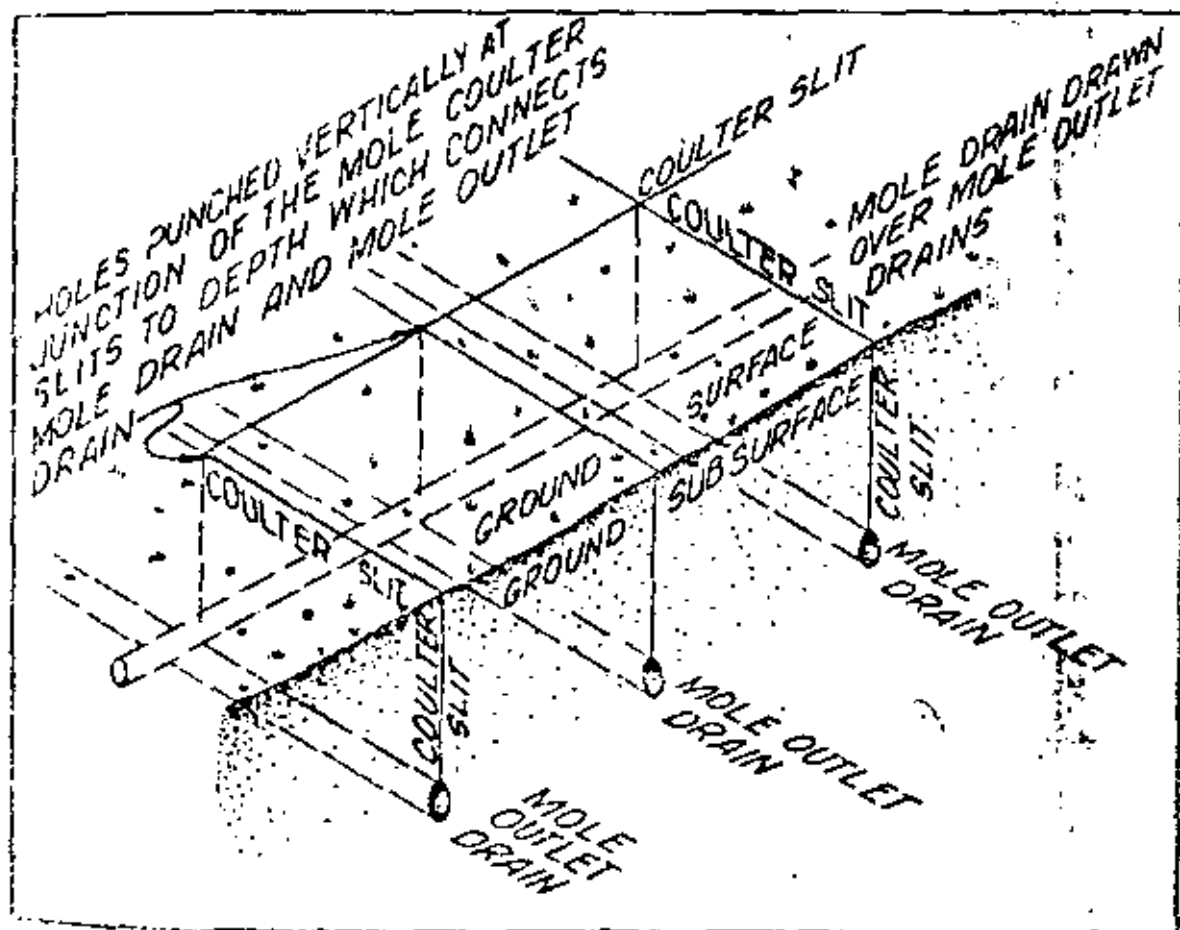 HOLES PUNCHED VERTICALLY AT
JUNCTION OF THE MOLE COULTER
SLITS TO DEPTH WHICH CONNECTS
MOLE DRAIN AND MOLE OUTLET
DRAIN
COULTER SLIT
COULTER SLIT
MOLE DRAIN DRAWN
OVER MOLE OUTLET
DRAINS
GROUND SURFACE
GROUND SUBSURFACE
COULTER
SLIT
MOLE OUTLET
DRAIN
COULTER SLIT
COULTER
SLIT
MOLE OUTLET
DRAIN
MOLE
OUTLET
DRAIN